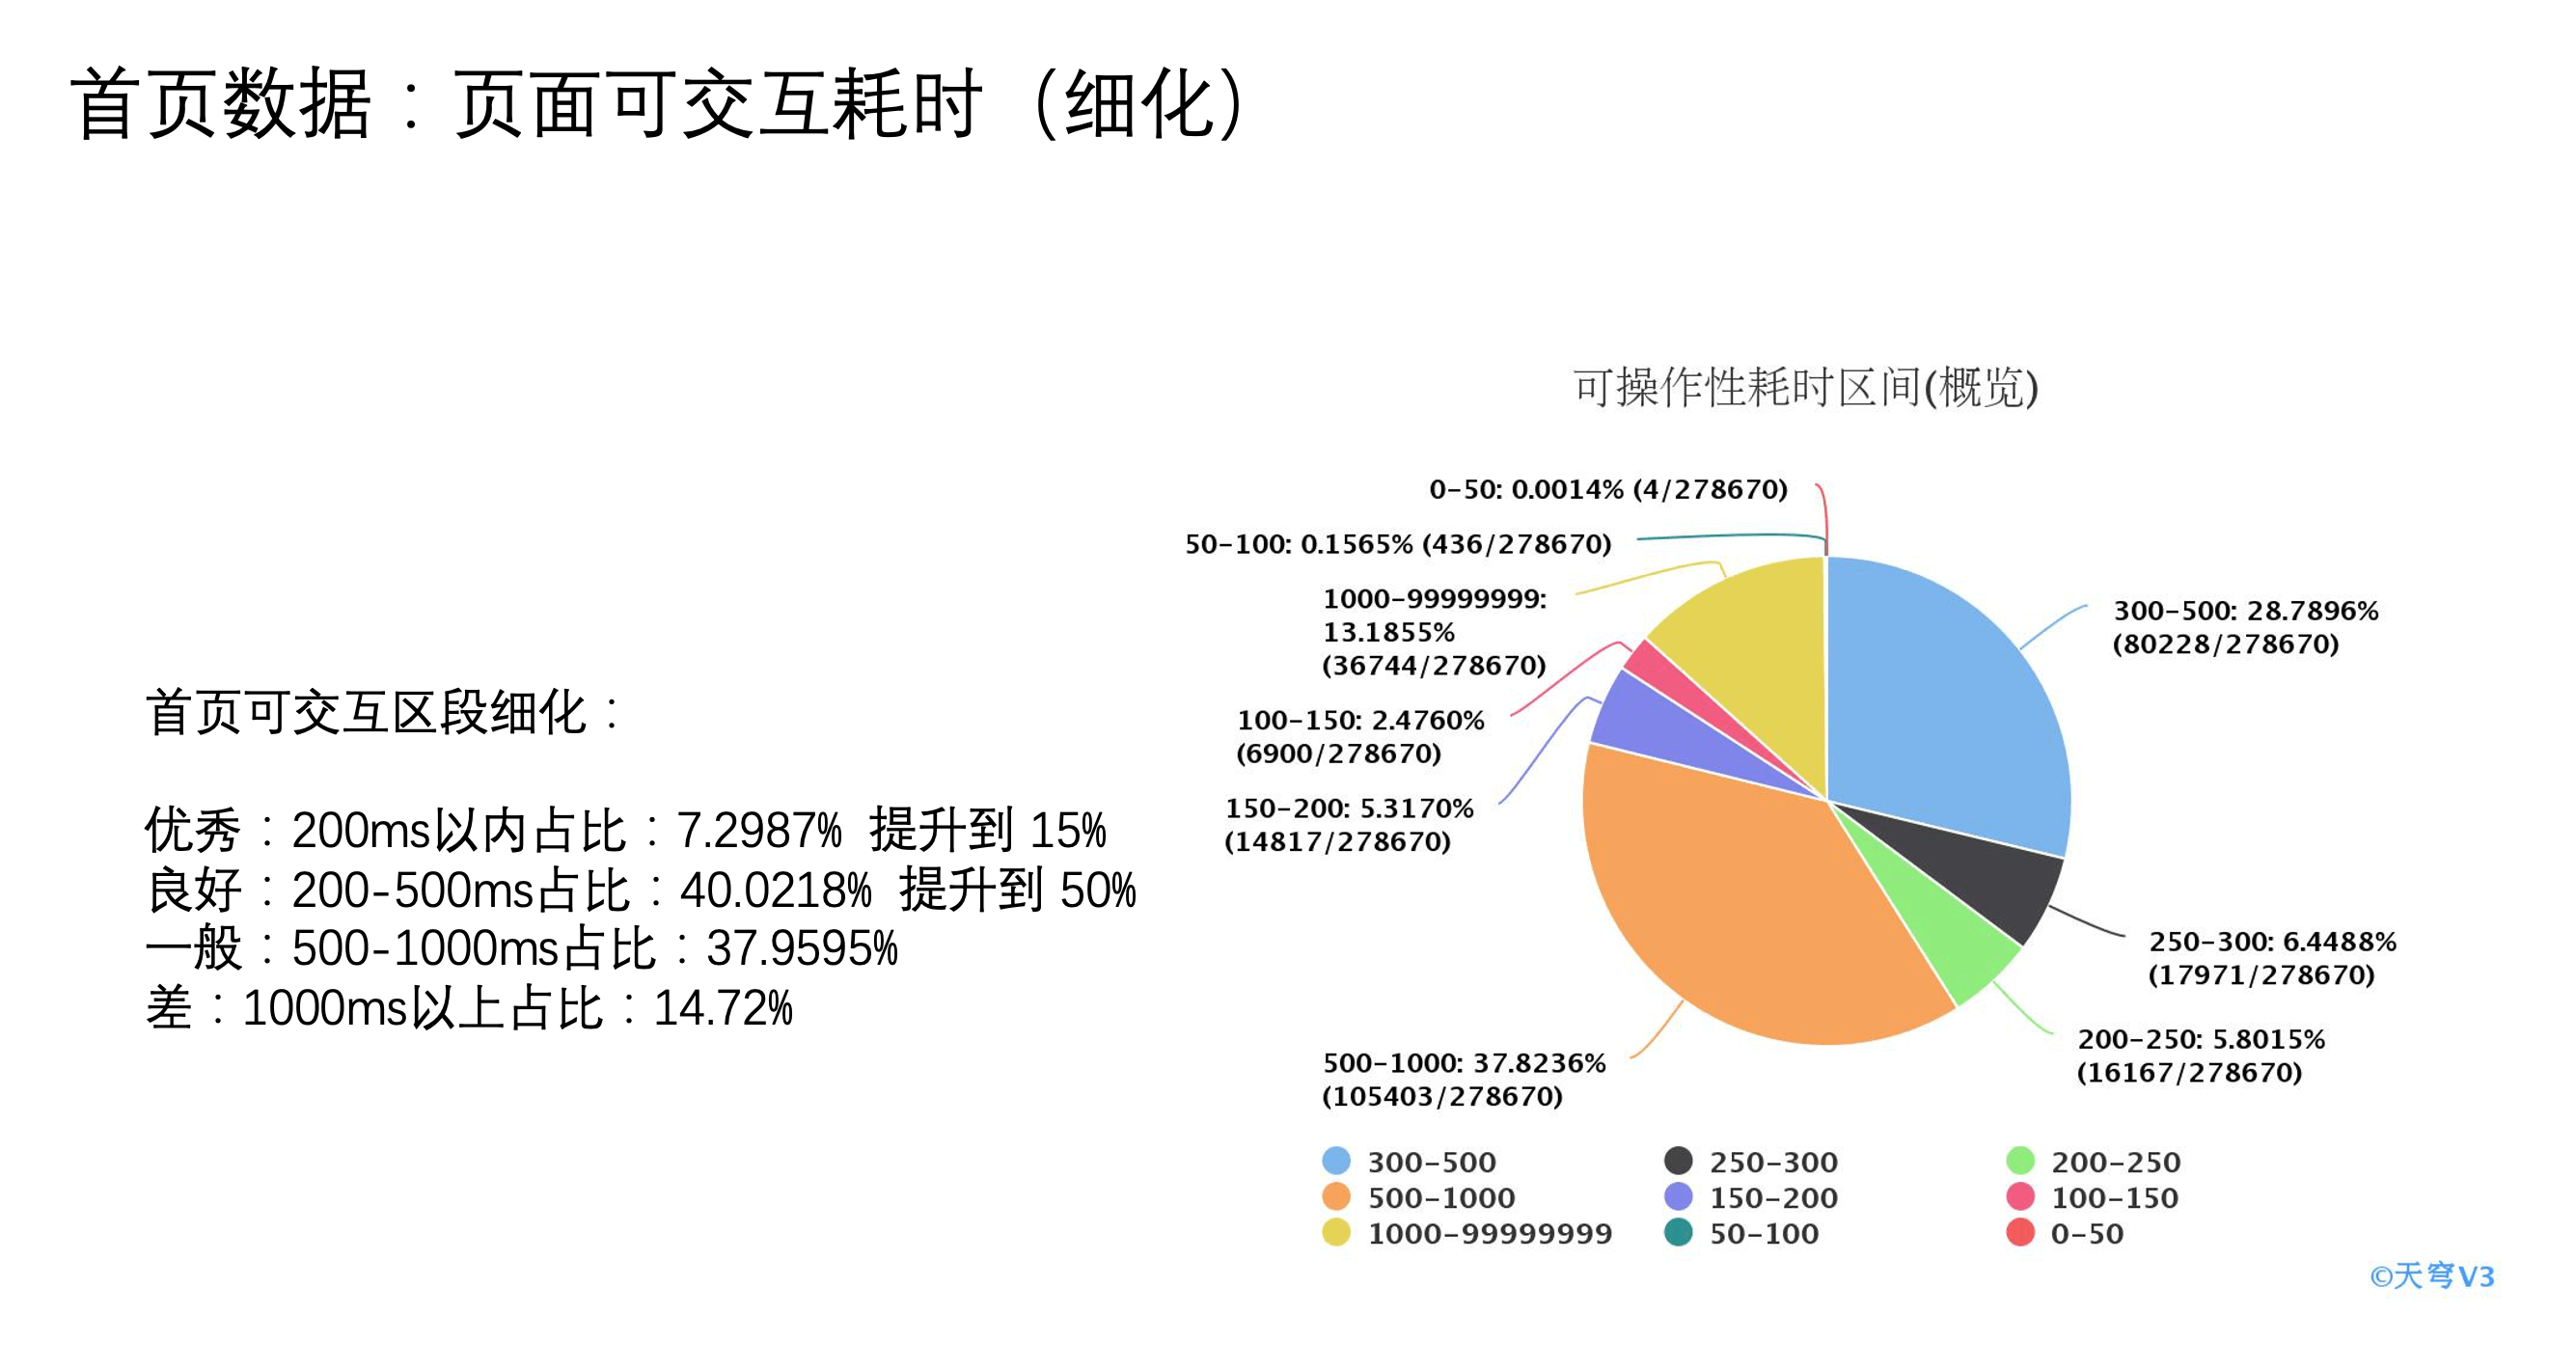 首页数据：页面可交互耗时（细化）
首页可交互区段细化：
优秀：200ms以内占比：7.2987% 提升到 15%
良好：200-500ms占比：40.0218% 提升到 50%
一般：500-1000ms占比：37.9595%
差：1000ms以上占比：14.72%
可操作性耗时区间(概览)
0-50: 0.0014% (4/278670)
50-100: 0.1565% (436/278670)
1000-99999999:
13.1855%
(36744/278670)
100-150: 2.4760%
(6900/278670)
150-200: 5.3170%
(14817/278670)
500-1000: 37.8236%
(105403/278670)
300-500: 28.7896%
(80228/278670)
250-300: 6.4488%
(17971/278670)
200-250: 5.8015%
(16167/278670)
300-500 250-300 200-250
500-1000 150-200 100-150
1000-99999999 50-100 0-50
©天穹V3